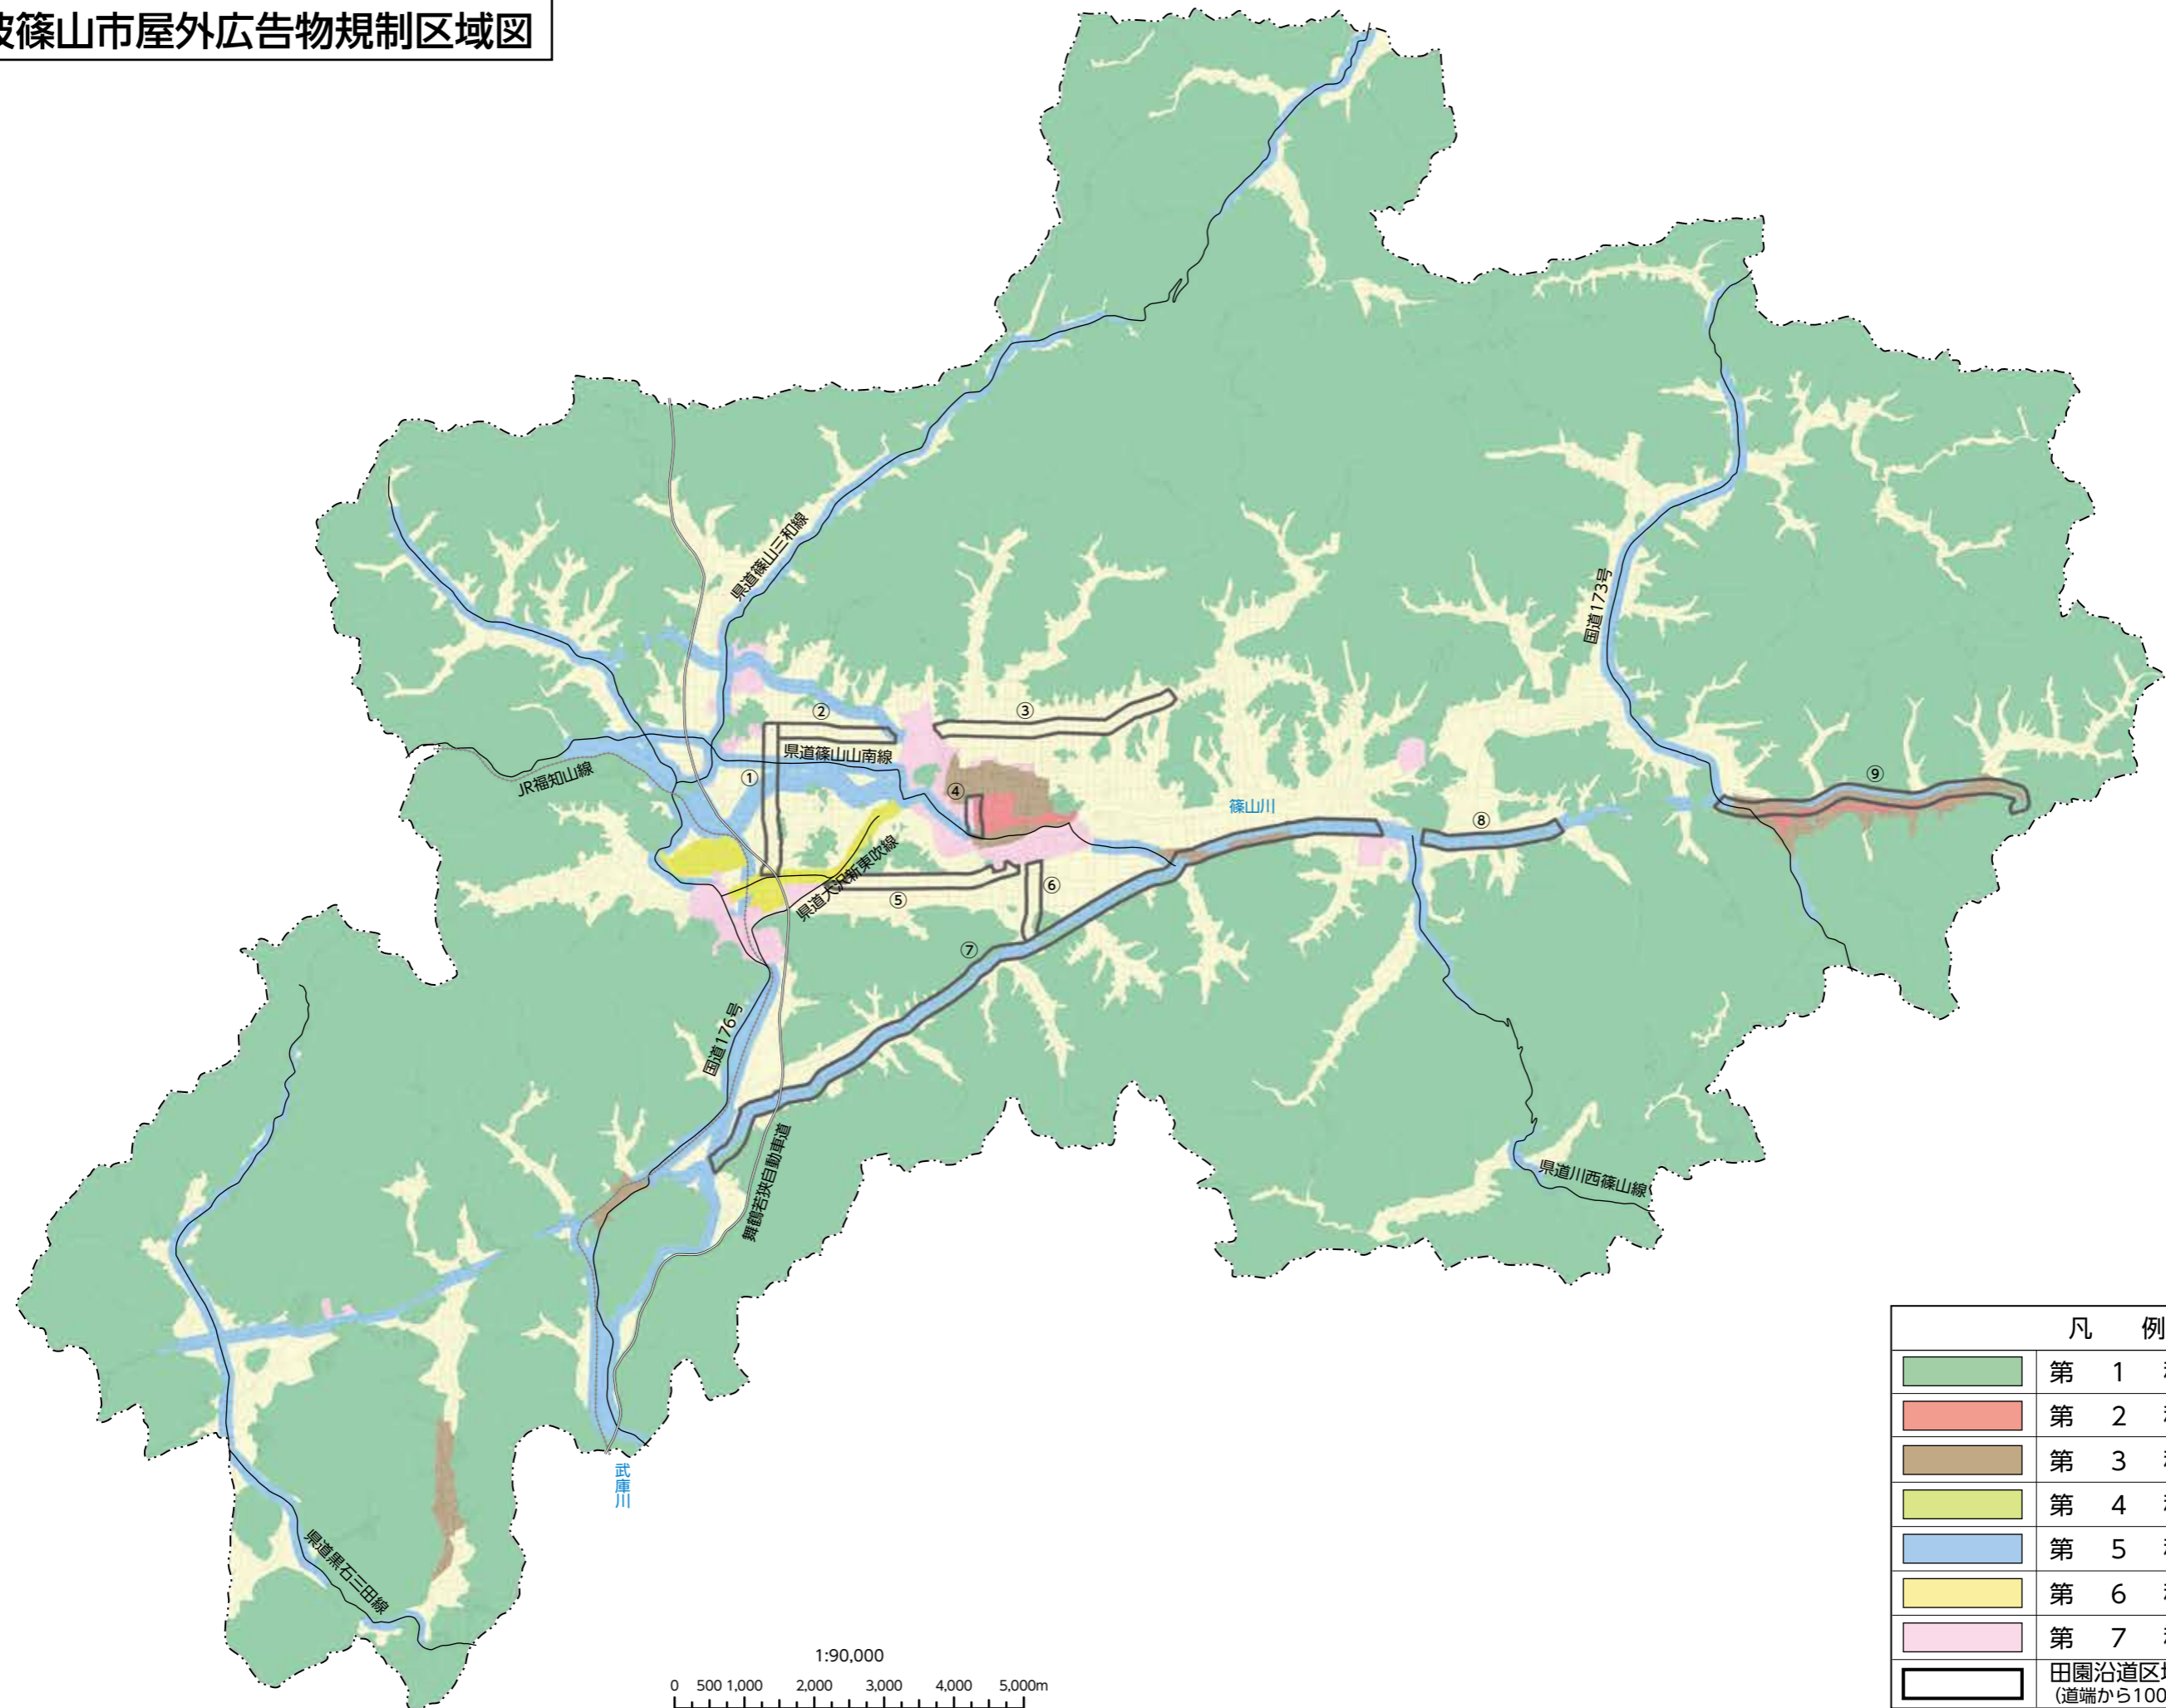 篠山市屋外広告物規制区域図
県道篠山三和線
国道173号
②
③
県道篠山山南線
①
JR福知山線
④
⑨
篠山川
⑧
県道大沢新東吹線
⑤
⑥
⑦
国道176号
舞鶴若狭自動車道
県道川西篠山線
武庫川
県道黒石三田線
1:90,000
0 500 1,000 2,000 3,000 4,000 5,000m
凡 例
第 1
第 2
第 3
第 4
第 5
第 6
第 7
田園沿道区
(道端から100